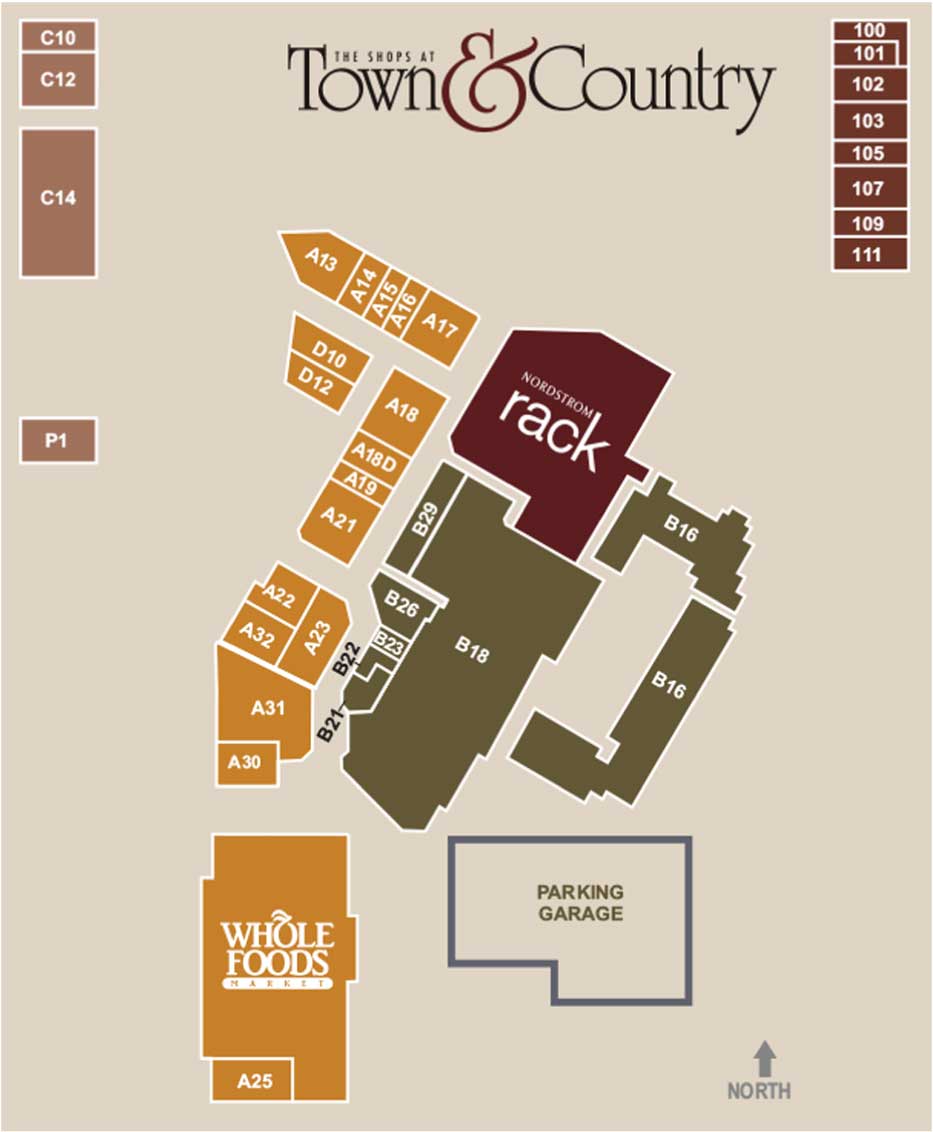 THE SHOPS AT
Town & Country
C10
C12
C14
P1
100
101
102
103
105
107
109
111
A13
A14
A15
A16
A17
D10
D12
A18
A18D
A19
A21
NORDSTROM
rack
B29
B16
B26
B23
B22
B21
B18
B16
A22
A32
A23
A31
A30
WHOLE
FOODS
MARKET
A25
PARKING
GARAGE
NORTH